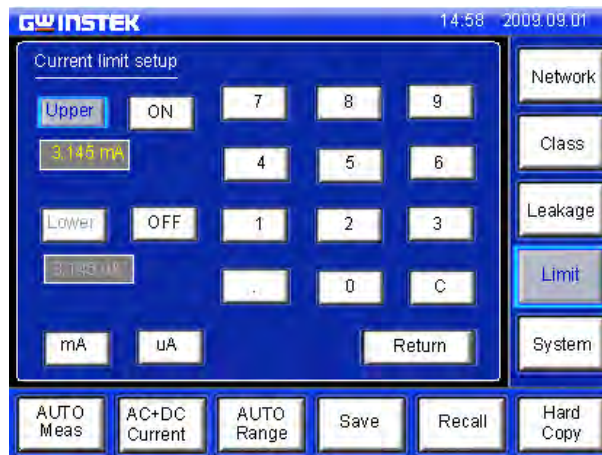 GWINSTEK 14:58 2009.09.01
Current limit setup
Upper ON 7 8 9
3.145 mA 4 5 6
Lower OFF 1 2 3
. 0 C
mA uA Return
Network
Class
Leakage
Limit
System
AUTO Meas
AC+DC Current
AUTO Range
Save
Recall
Hard Copy